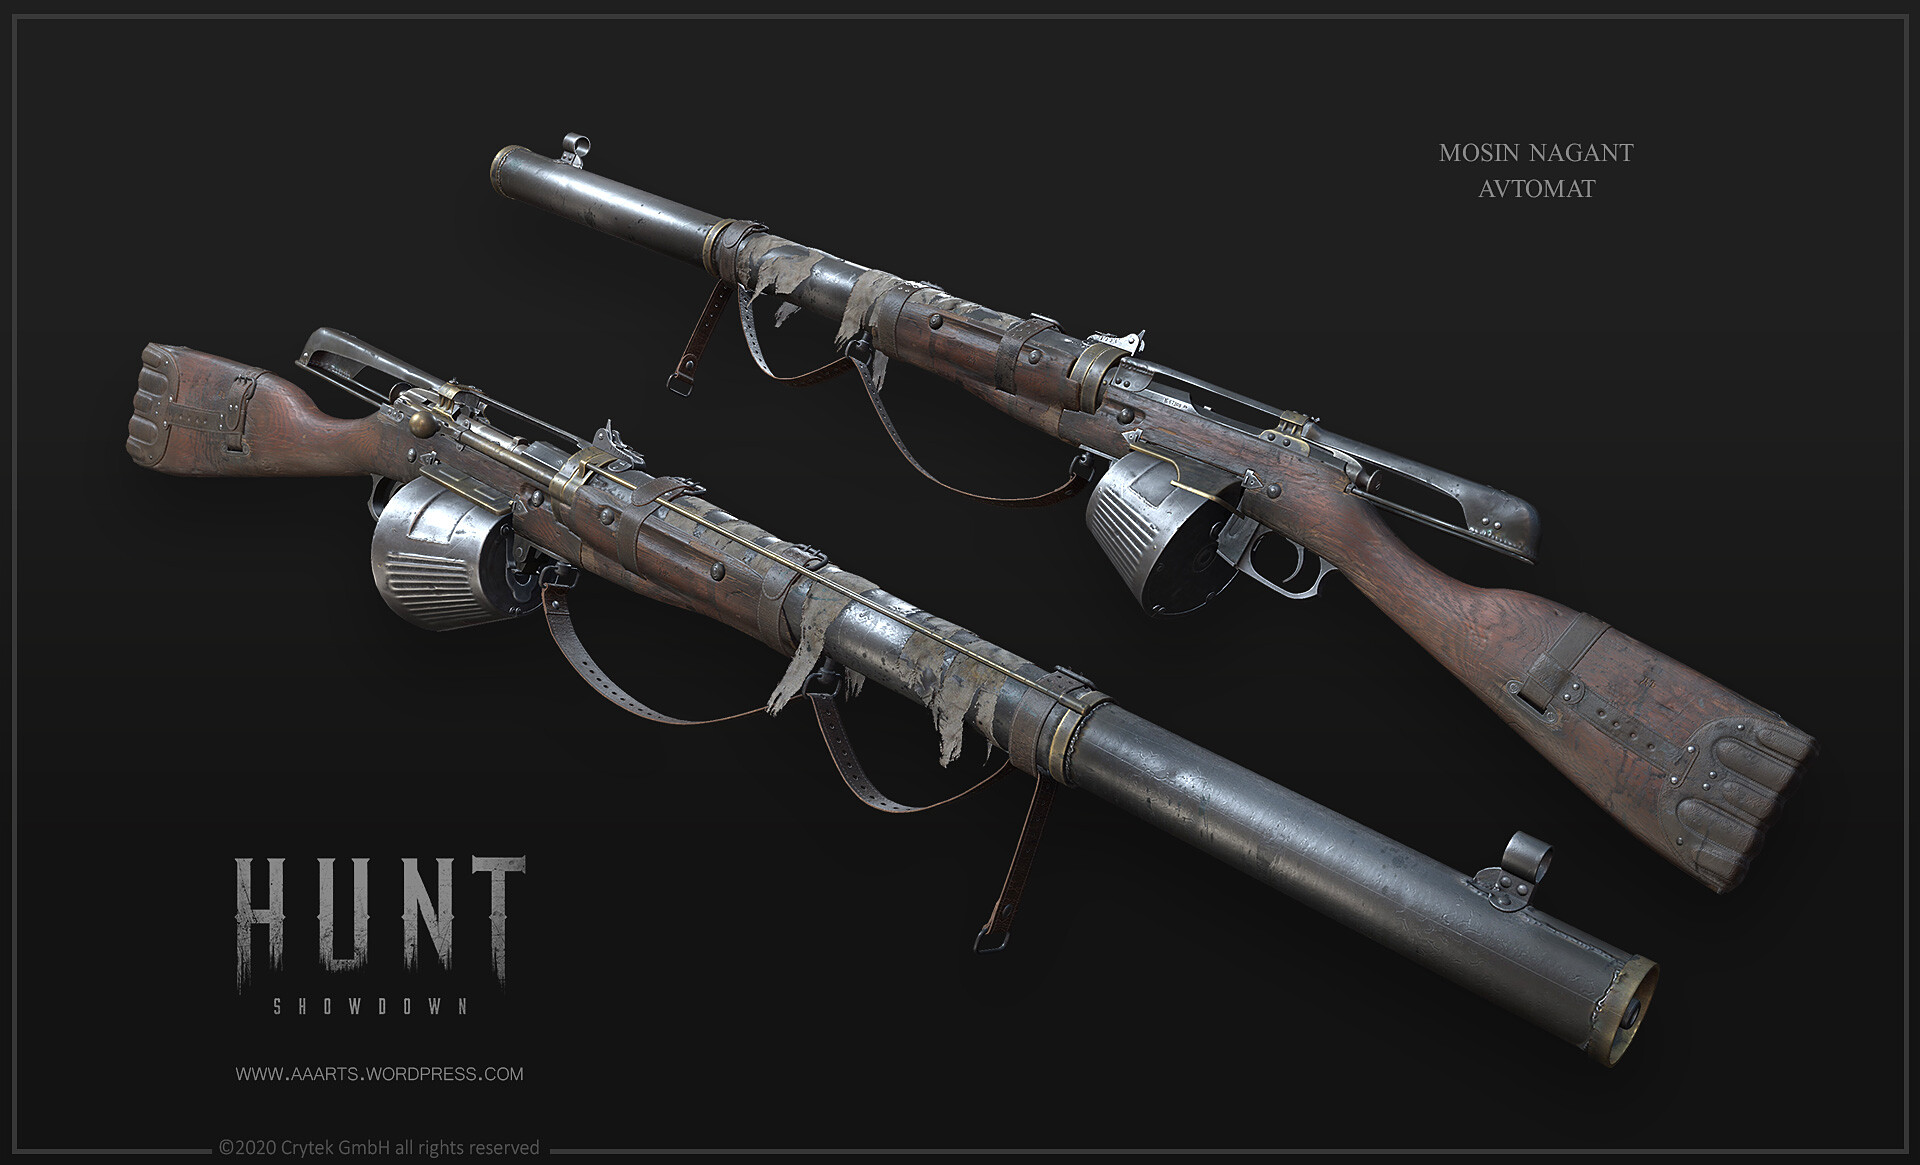 MOSIN NAGANT
AVTOMAT
HUNT
SHOWDOWN
WWW.AAARTS.WORDPRESS.COM
©2020 Crytek GmbH all rights reserved